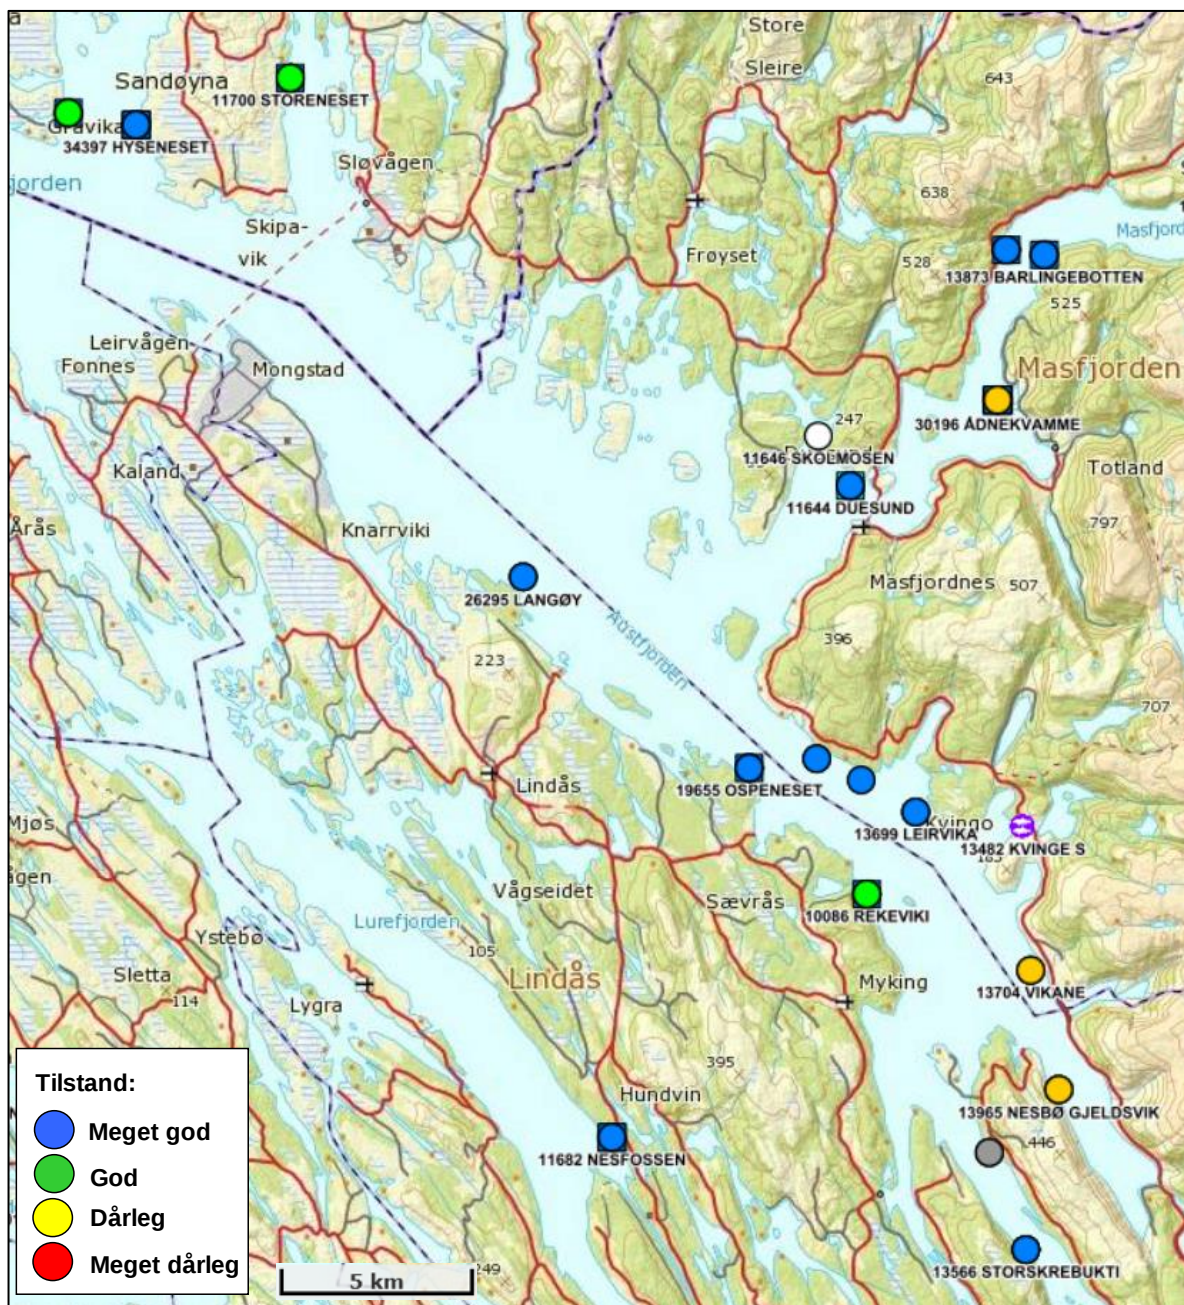 a
Store
Sleire
643
Sandøyna
11700 STORENESET
Gravika
34397 HYSENESET
Sløvågen
fjorden
638
Skipa-
vik
Masfjord
Frøyset
528
13873 BARLINGEBOTTEN
525
Leirvågen
Fonnes
Mongstad
Masfjorden
247
30196 ÅDNEKVAMME
11646 SKOLMOSEN
Kaland
Totland
11644 DUESUND
Årås
Knarrviki
797
Masfjordnes
507
26295 LANGØY
Austfjorden
396
223
707
Lindås
19655 OSPENESET
Mjøs
Kvingo
13699 LEIRVIKA
13482 KVINGE S
183
ågen
Vågseidet
Sævrås
10086 REKEVIKI
Lurefjorden
Ystebø
105
Sletta
Lindås
Myking
13704 VIKANE
114
Lygra
395
Tilstand:
Hundvin
13965 NESBØ GJELDSVIK
Meget god
446
11682 NESFOSSEN
God
Dårleg
Meget dårleg
249
5 km
13566 STORSKREBUKTI